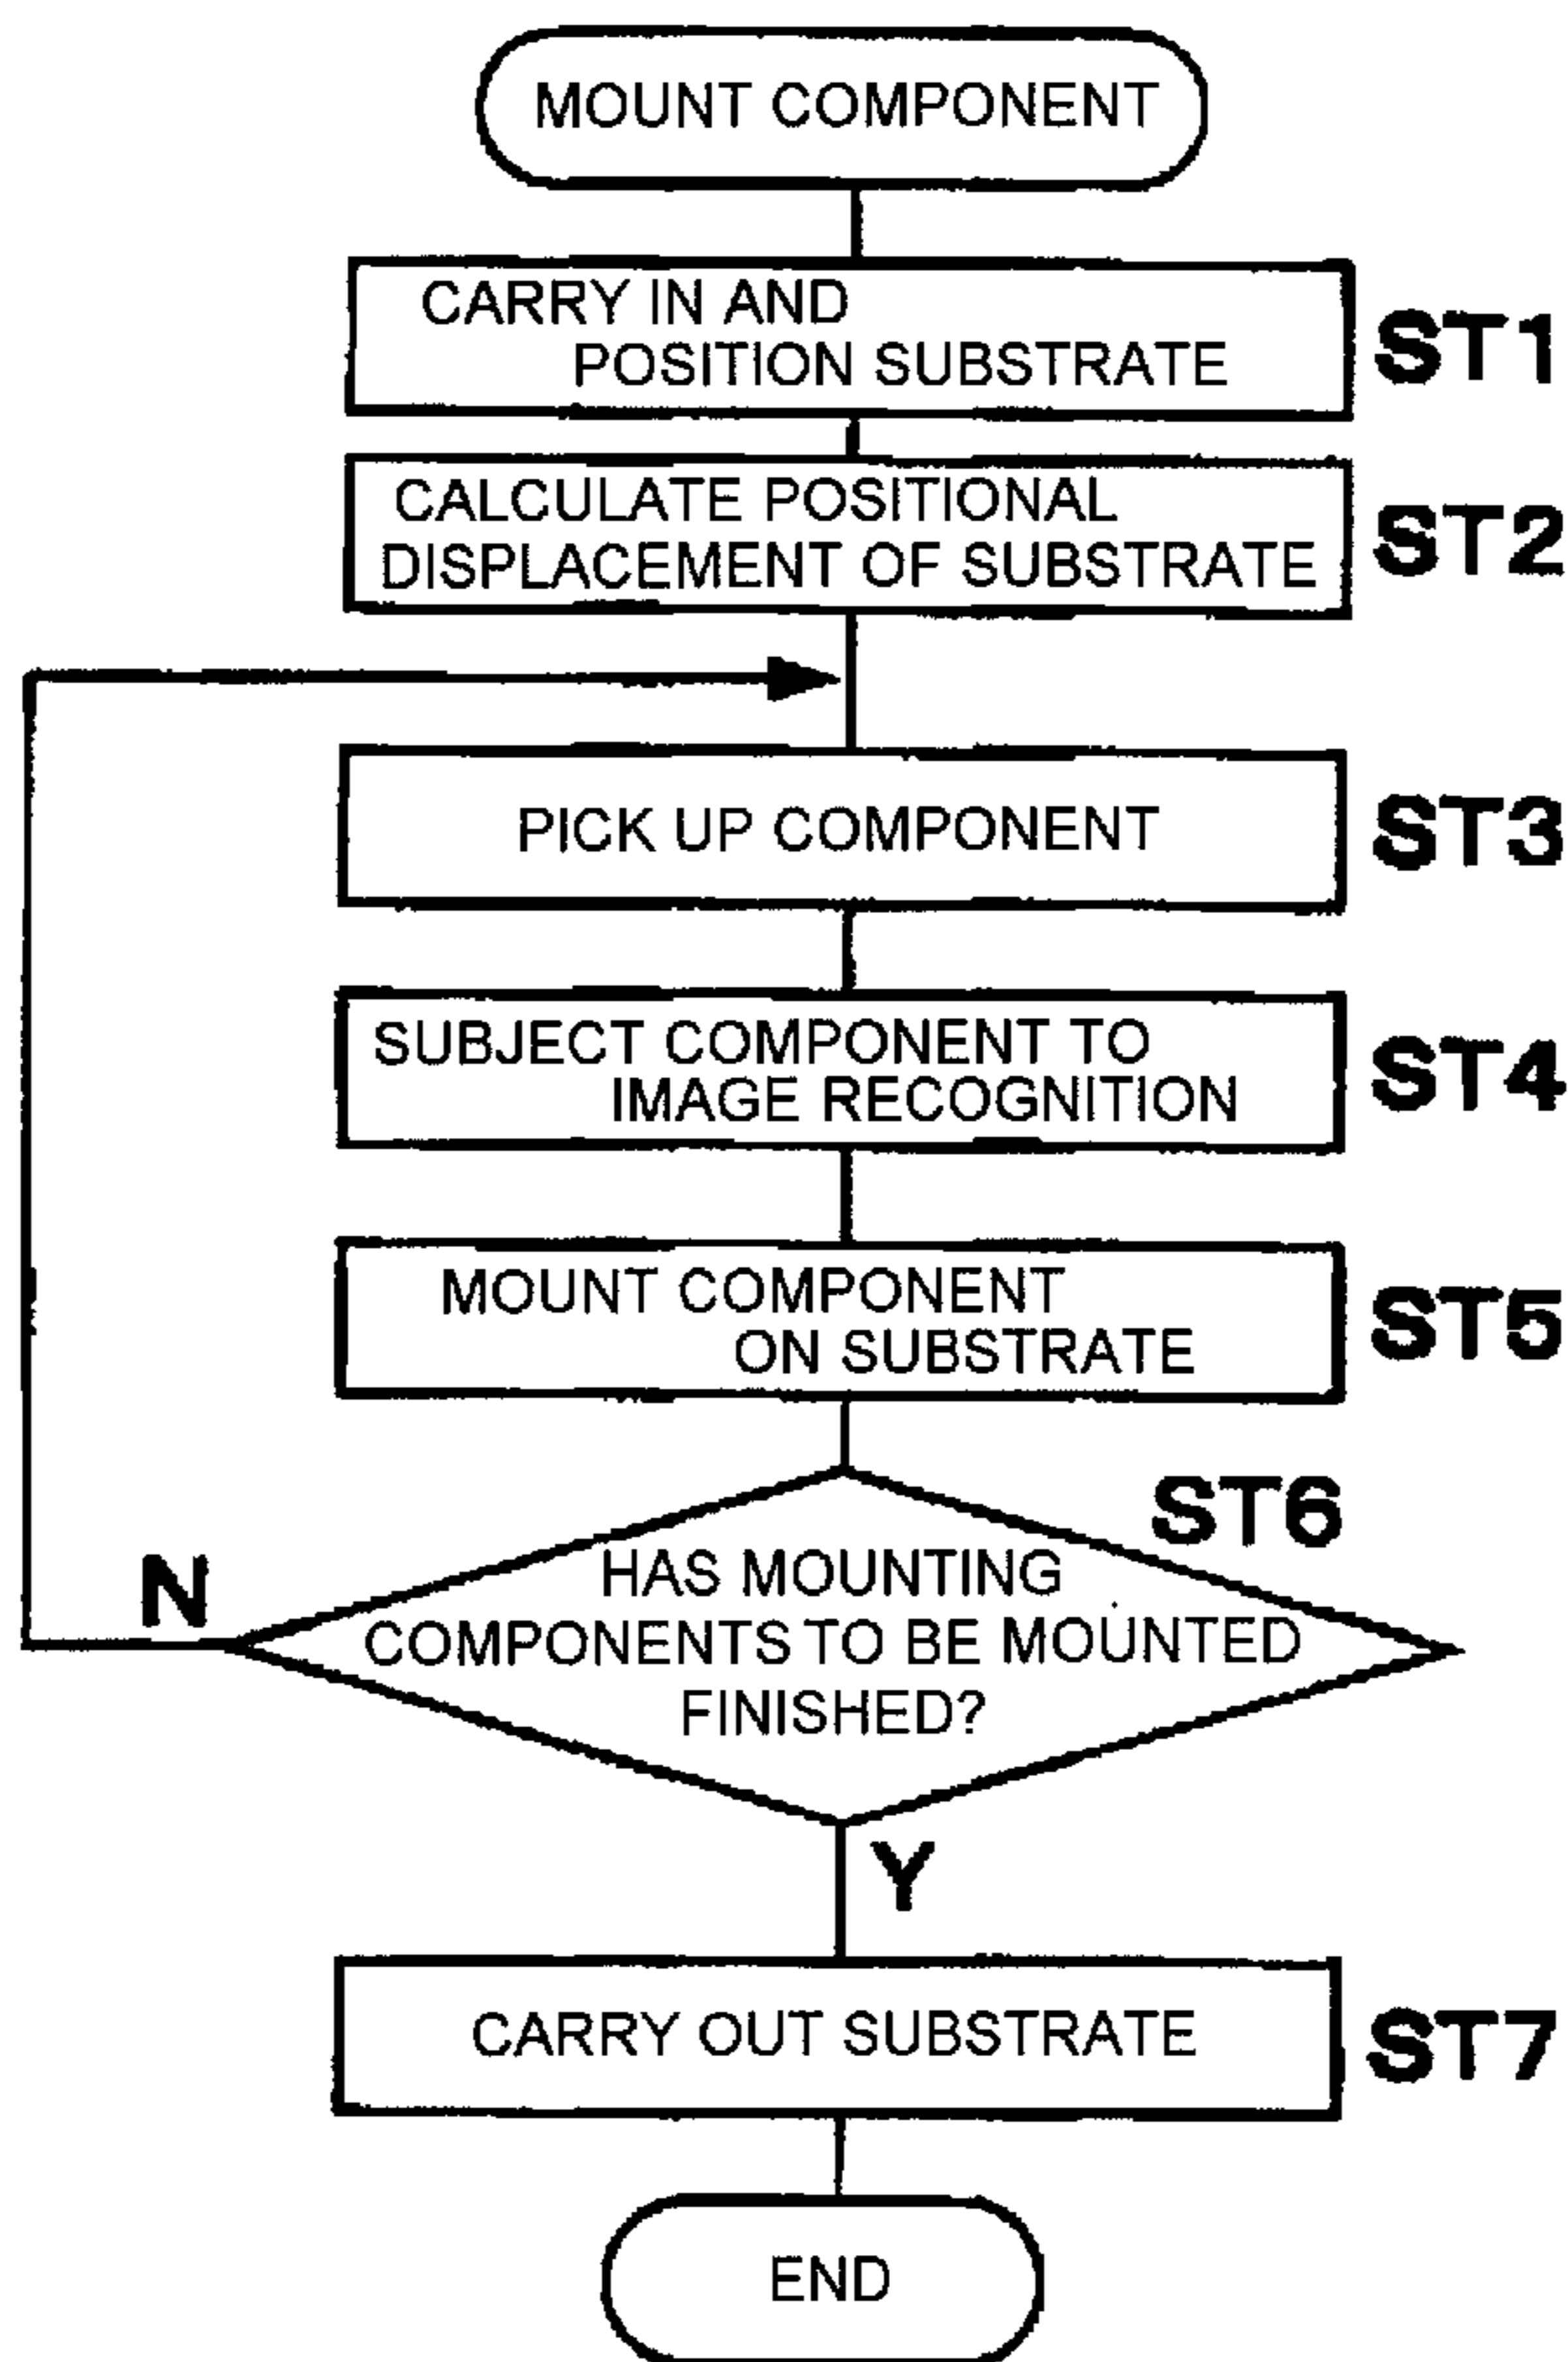 MOUNT COMPONENT
CARRY IN AND
POSITION SUBSTRATE
ST1
CALCULATE POSITIONAL
DISPLACEMENT OF SUBSTRATE
ST2
PICK UP COMPONENT
ST3
SUBJECT COMPONENT TO
IMAGE RECOGNITION
ST4
MOUNT COMPONENT
ON SUBSTRATE
ST5
ST6
HAS MOUNTING
COMPONENTS TO BE MOUNTED
FINISHED?
N
Y
CARRY OUT SUBSTRATE
ST7
END